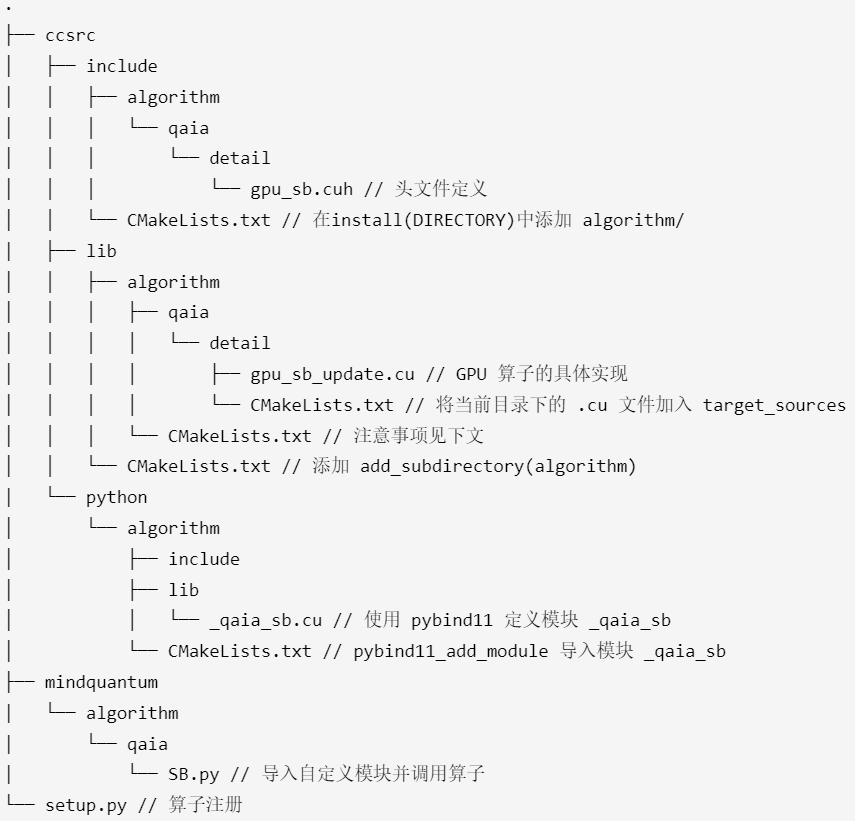 .
├── ccsrc
│   ├── include
│   │   ├── algorithm
│   │   │   └── qaia
│   │   │       └── detail
│   │   │           └── gpu_sb.cuh // 头文件定义
│   │   └── CMakeLists.txt // 在install(DIRECTORY)中添加 algorithm/
│   ├── lib
│   │   ├── algorithm
│   │   │   ├── qaia
│   │   │   │   └── detail
│   │   │   │       ├── gpu_sb_update.cu // GPU 算子的具体实现
│   │   │   │       └── CMakeLists.txt // 将当前目录下的 .cu 文件加入 target_sources
│   │   │   └── CMakeLists.txt // 注意事项见下文
│   │   └── CMakeLists.txt // 添加 add_subdirectory(algorithm)
│   └── python
│       └── algorithm
│           ├── include
│           ├── lib
│           │   └── _qaia_sb.cu // 使用 pybind11 定义模块 _qaia_sb
│           └── CMakeLists.txt // pybind11_add_module 导入模块 _qaia_sb
├── mindquantum
│   └── algorithm
│       └── qaia
│           └── SB.py // 导入自定义模块并调用算子
└── setup.py // 算子注册